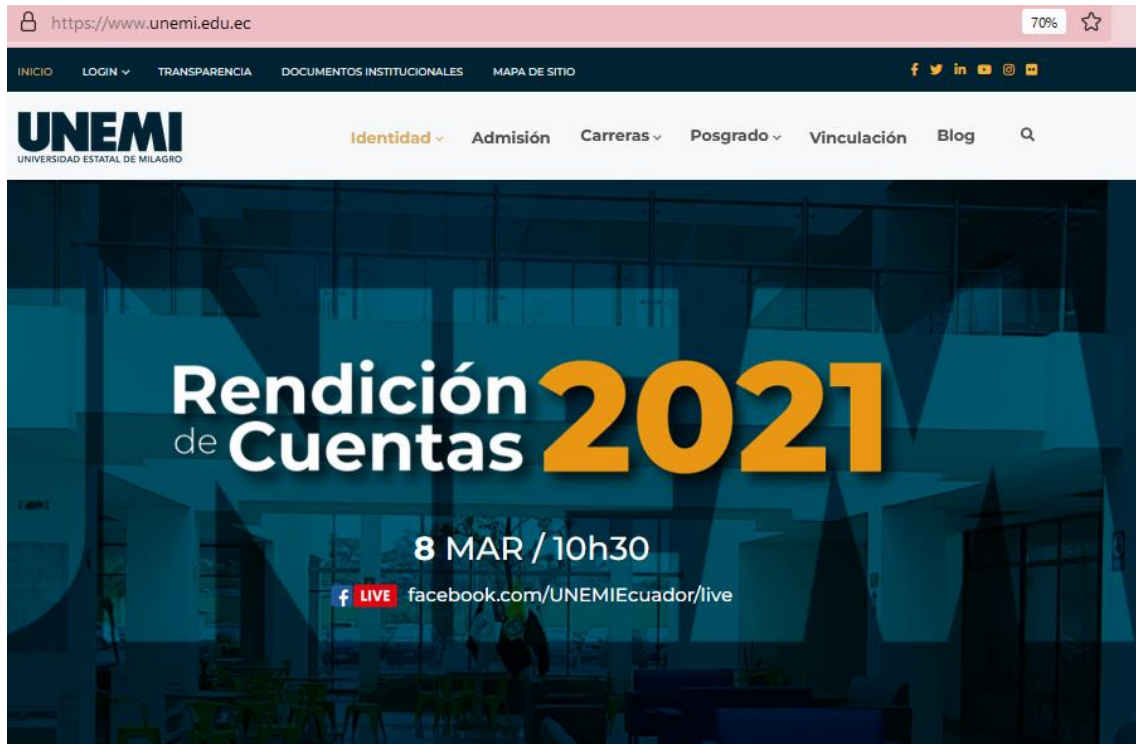 https://www.unemi.edu.ec 70%
INICIO LOGIN TRANSPARENCIA DOCUMENTOS INSTITUCIONALES MAPA DE SITIO
UNEMI
UNIVERSIDAD ESTATAL DE MILAGRO
Identidad Admisión Carreras Posgrado Vinculación Blog
Rendición
de Cuentas 2021
8 MAR / 10h30
LIVE facebook.com/UNEMIEcuador/live